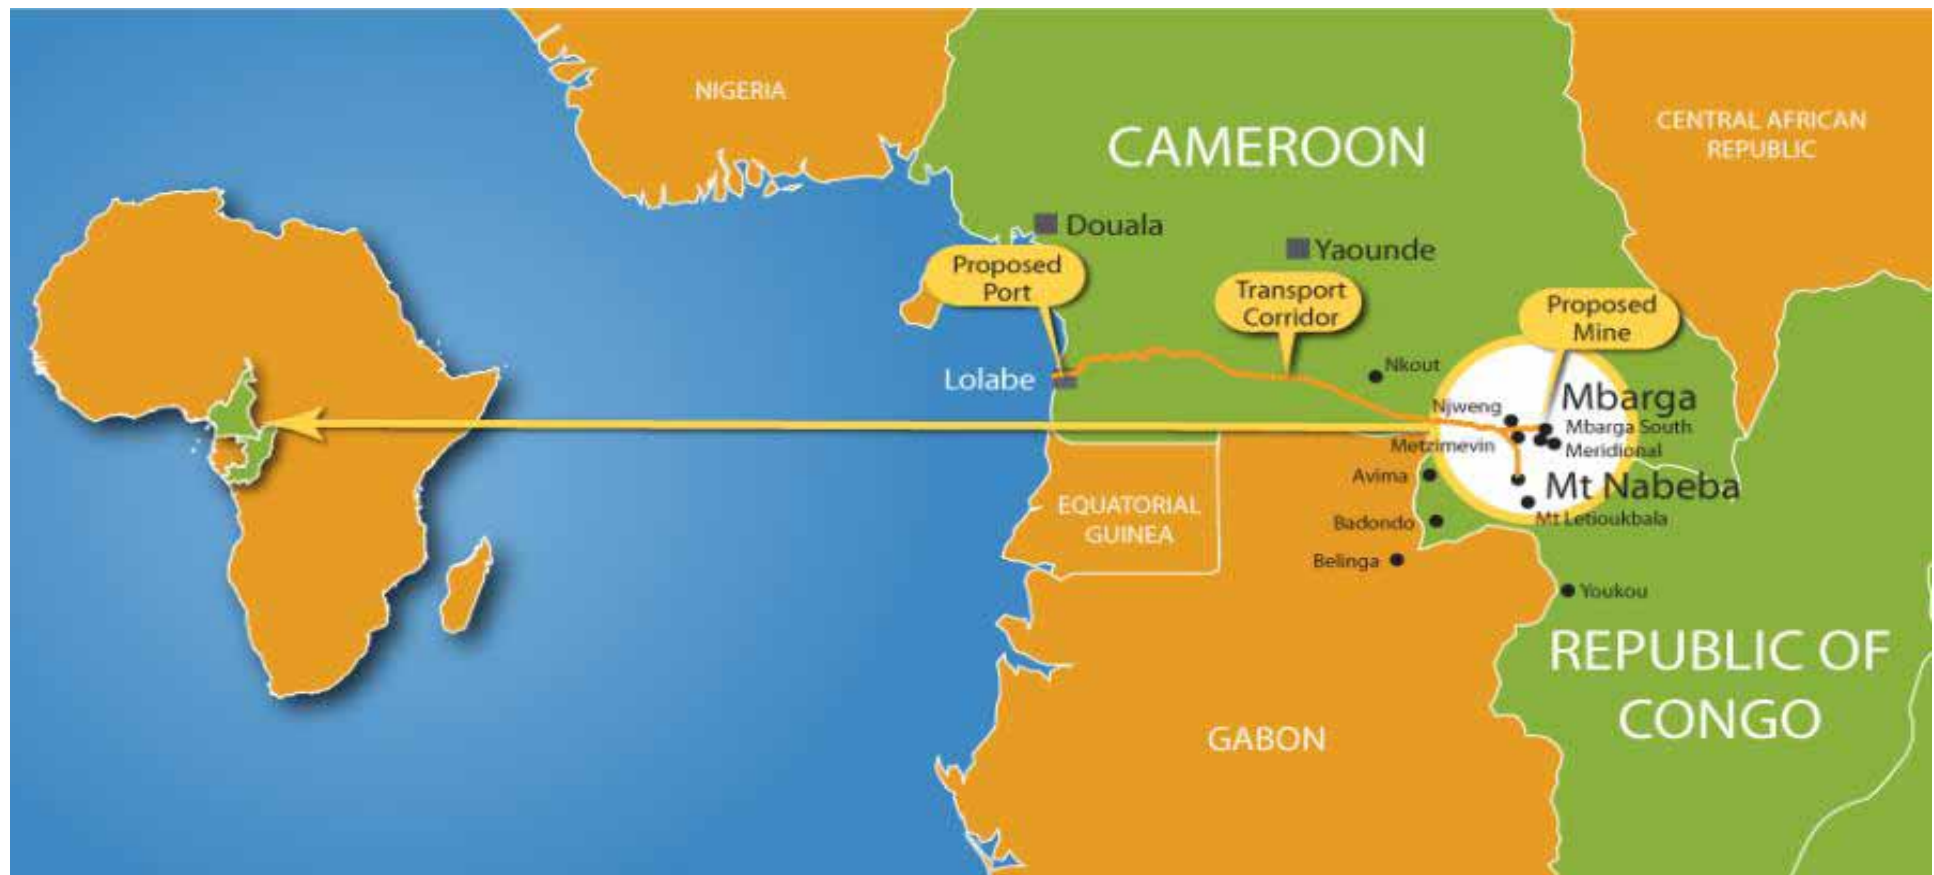 NIGERIA
CAMEROON
CENTRAL AFRICAN
REPUBLIC
Douala
Yaounde
Proposed
Port
Transport
Corridor
Proposed
Mine
Lolabe
Nkout
Mbarga
Njweng
Mbarga South
Metzimevin
Meridional
Avima
Mt Nabeba
EQUATORIAL
GUINEA
Badondo
Mt Letioukbala
Belinga
Youkou
REPUBLIC OF
CONGO
GABON